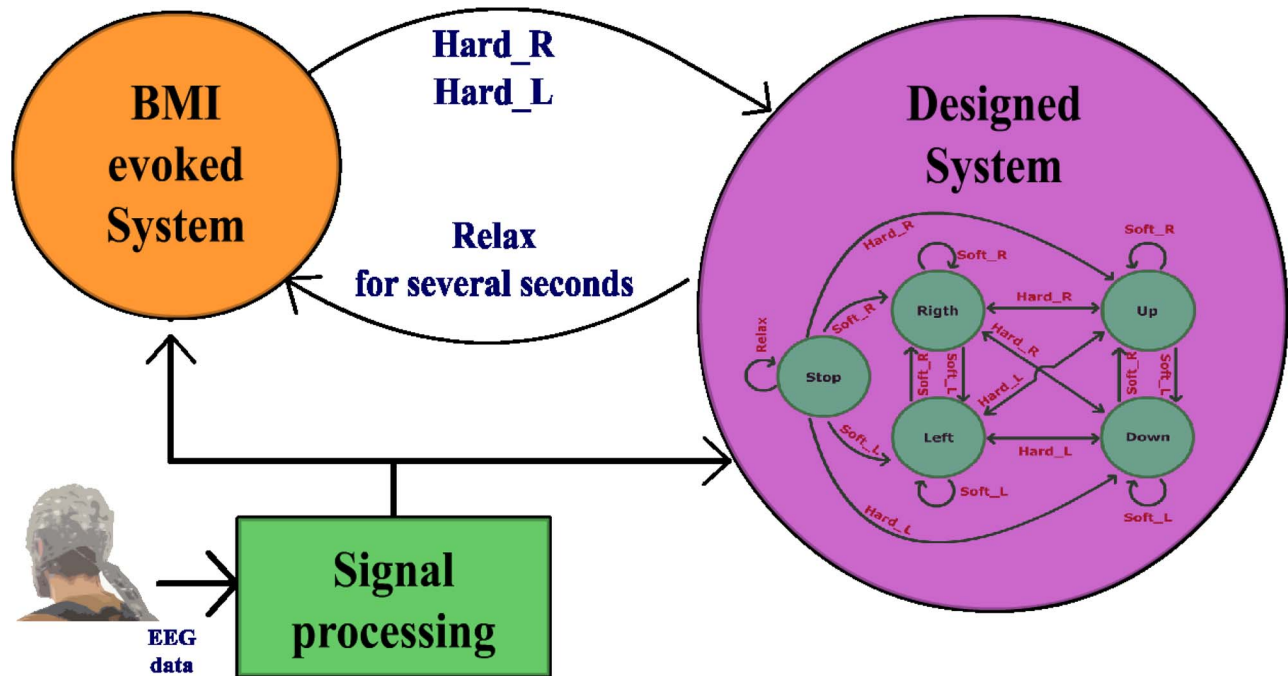 BMI
evoked
System
Hard_R
Hard_L
Relax
for several seconds
Designed
System
Hard_R
Soft_R
Soft_R
Relax
Soft_R
Rigth
Hard_R
Up
Hard_R
Stop
Soft_R
Soft_L
Hard_L
Soft_R
Soft_L
Soft_L
Left
Hard_L
Down
Hard_L
Soft_L
Soft_L
EEG
data
Signal
processing